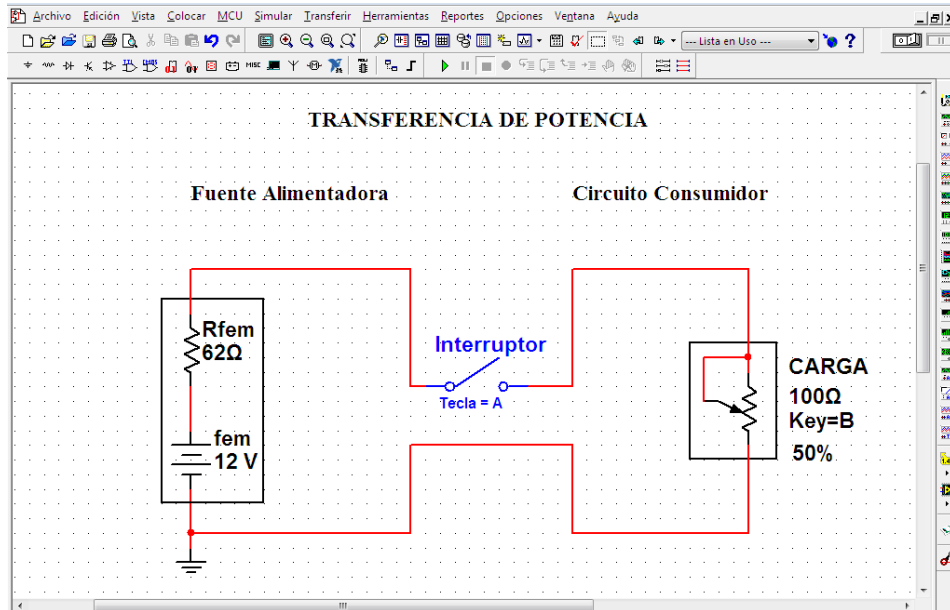 Archivo Edición Vista Colocar MCU Simular Transferir Herramientas Reportes Opciones Ventana Ayuda
--- Lista en Uso ---
MISC
TRANSFERENCIA DE POTENCIA
Fuente Alimentadora Circuito Consumidor
Rfem
62Ω
Interruptor
Tecla = A
CARGA
100Ω
Key=B
50%
fem
12 V